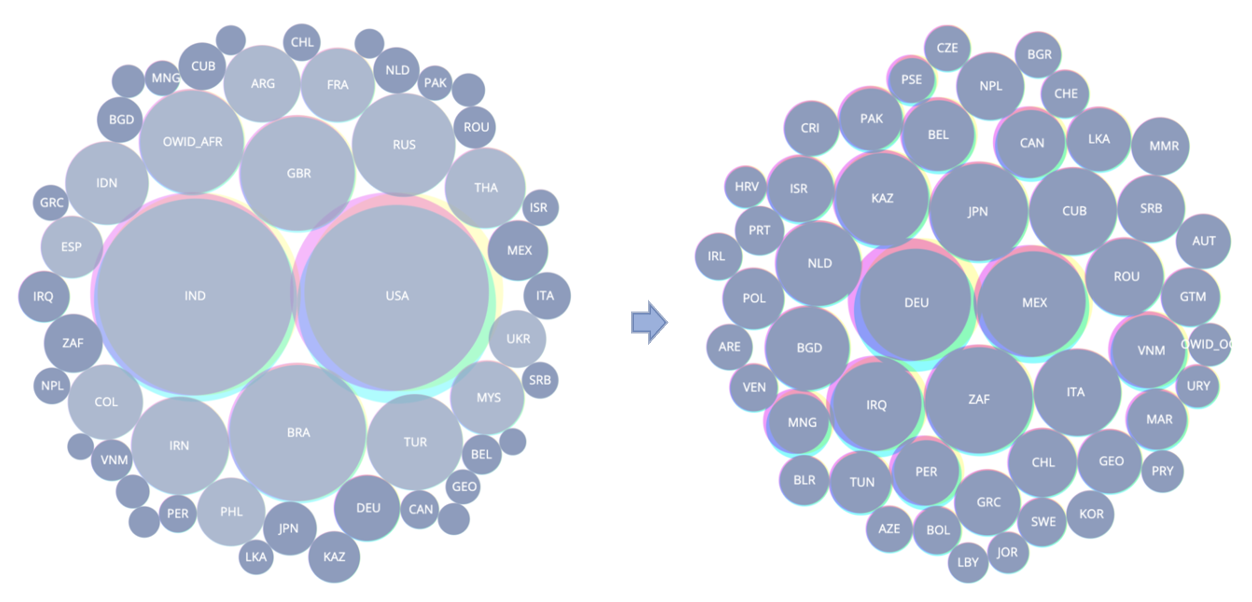 CHL
CUB
MNG
ARG
FRA
NLD
PAK
BGD
OWID_AFR
RUS
ROU
GBR
IDN
THA
GRC
ISR
ESP
MEX
IND
USA
IRQ
ITA
ZAF
UKR
NPL
SRB
COL
MYS
BRA
IRN
TUR
VNM
BEL
GEO
PER
PHL
JPN
DEU
CAN
LKA
KAZ
CZE
BGR
PSE
NPL
CHE
CRI
PAK
BEL
CAN
LKA
MMR
HRV
ISR
KAZ
JPN
CUB
SRB
PRT
IRL
NLD
ROU
AUT
POL
DEU
MEX
GTM
ARE
BGD
VNM
OWID_OC
VEN
IRQ
ZAF
ITA
URY
MNG
MAR
BLR
TUN
PER
CHL
GEO
PRY
GRC
AZE
BOL
SWE
KOR
LBY
JOR